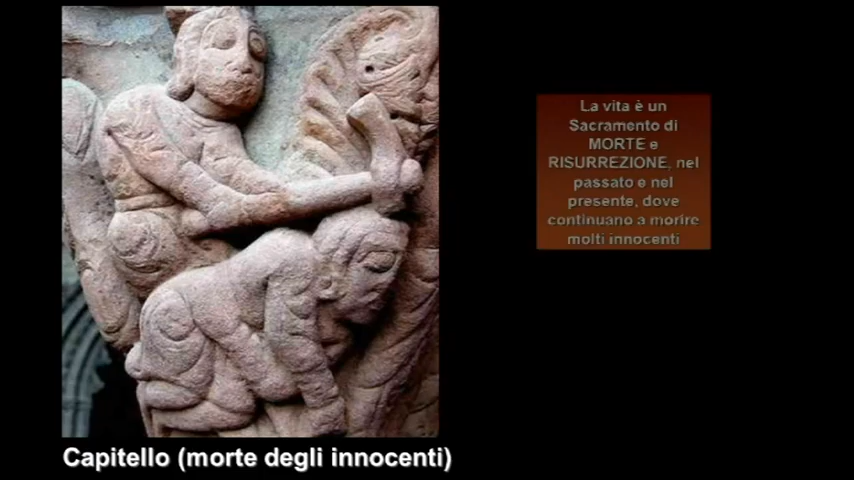 La vita è un
Sacramento di
MORTE e
RISURREZIONE, nel
passato e nel
presente, dove
continuano a morire
molti innocenti
Capitello (morte degli innocenti)